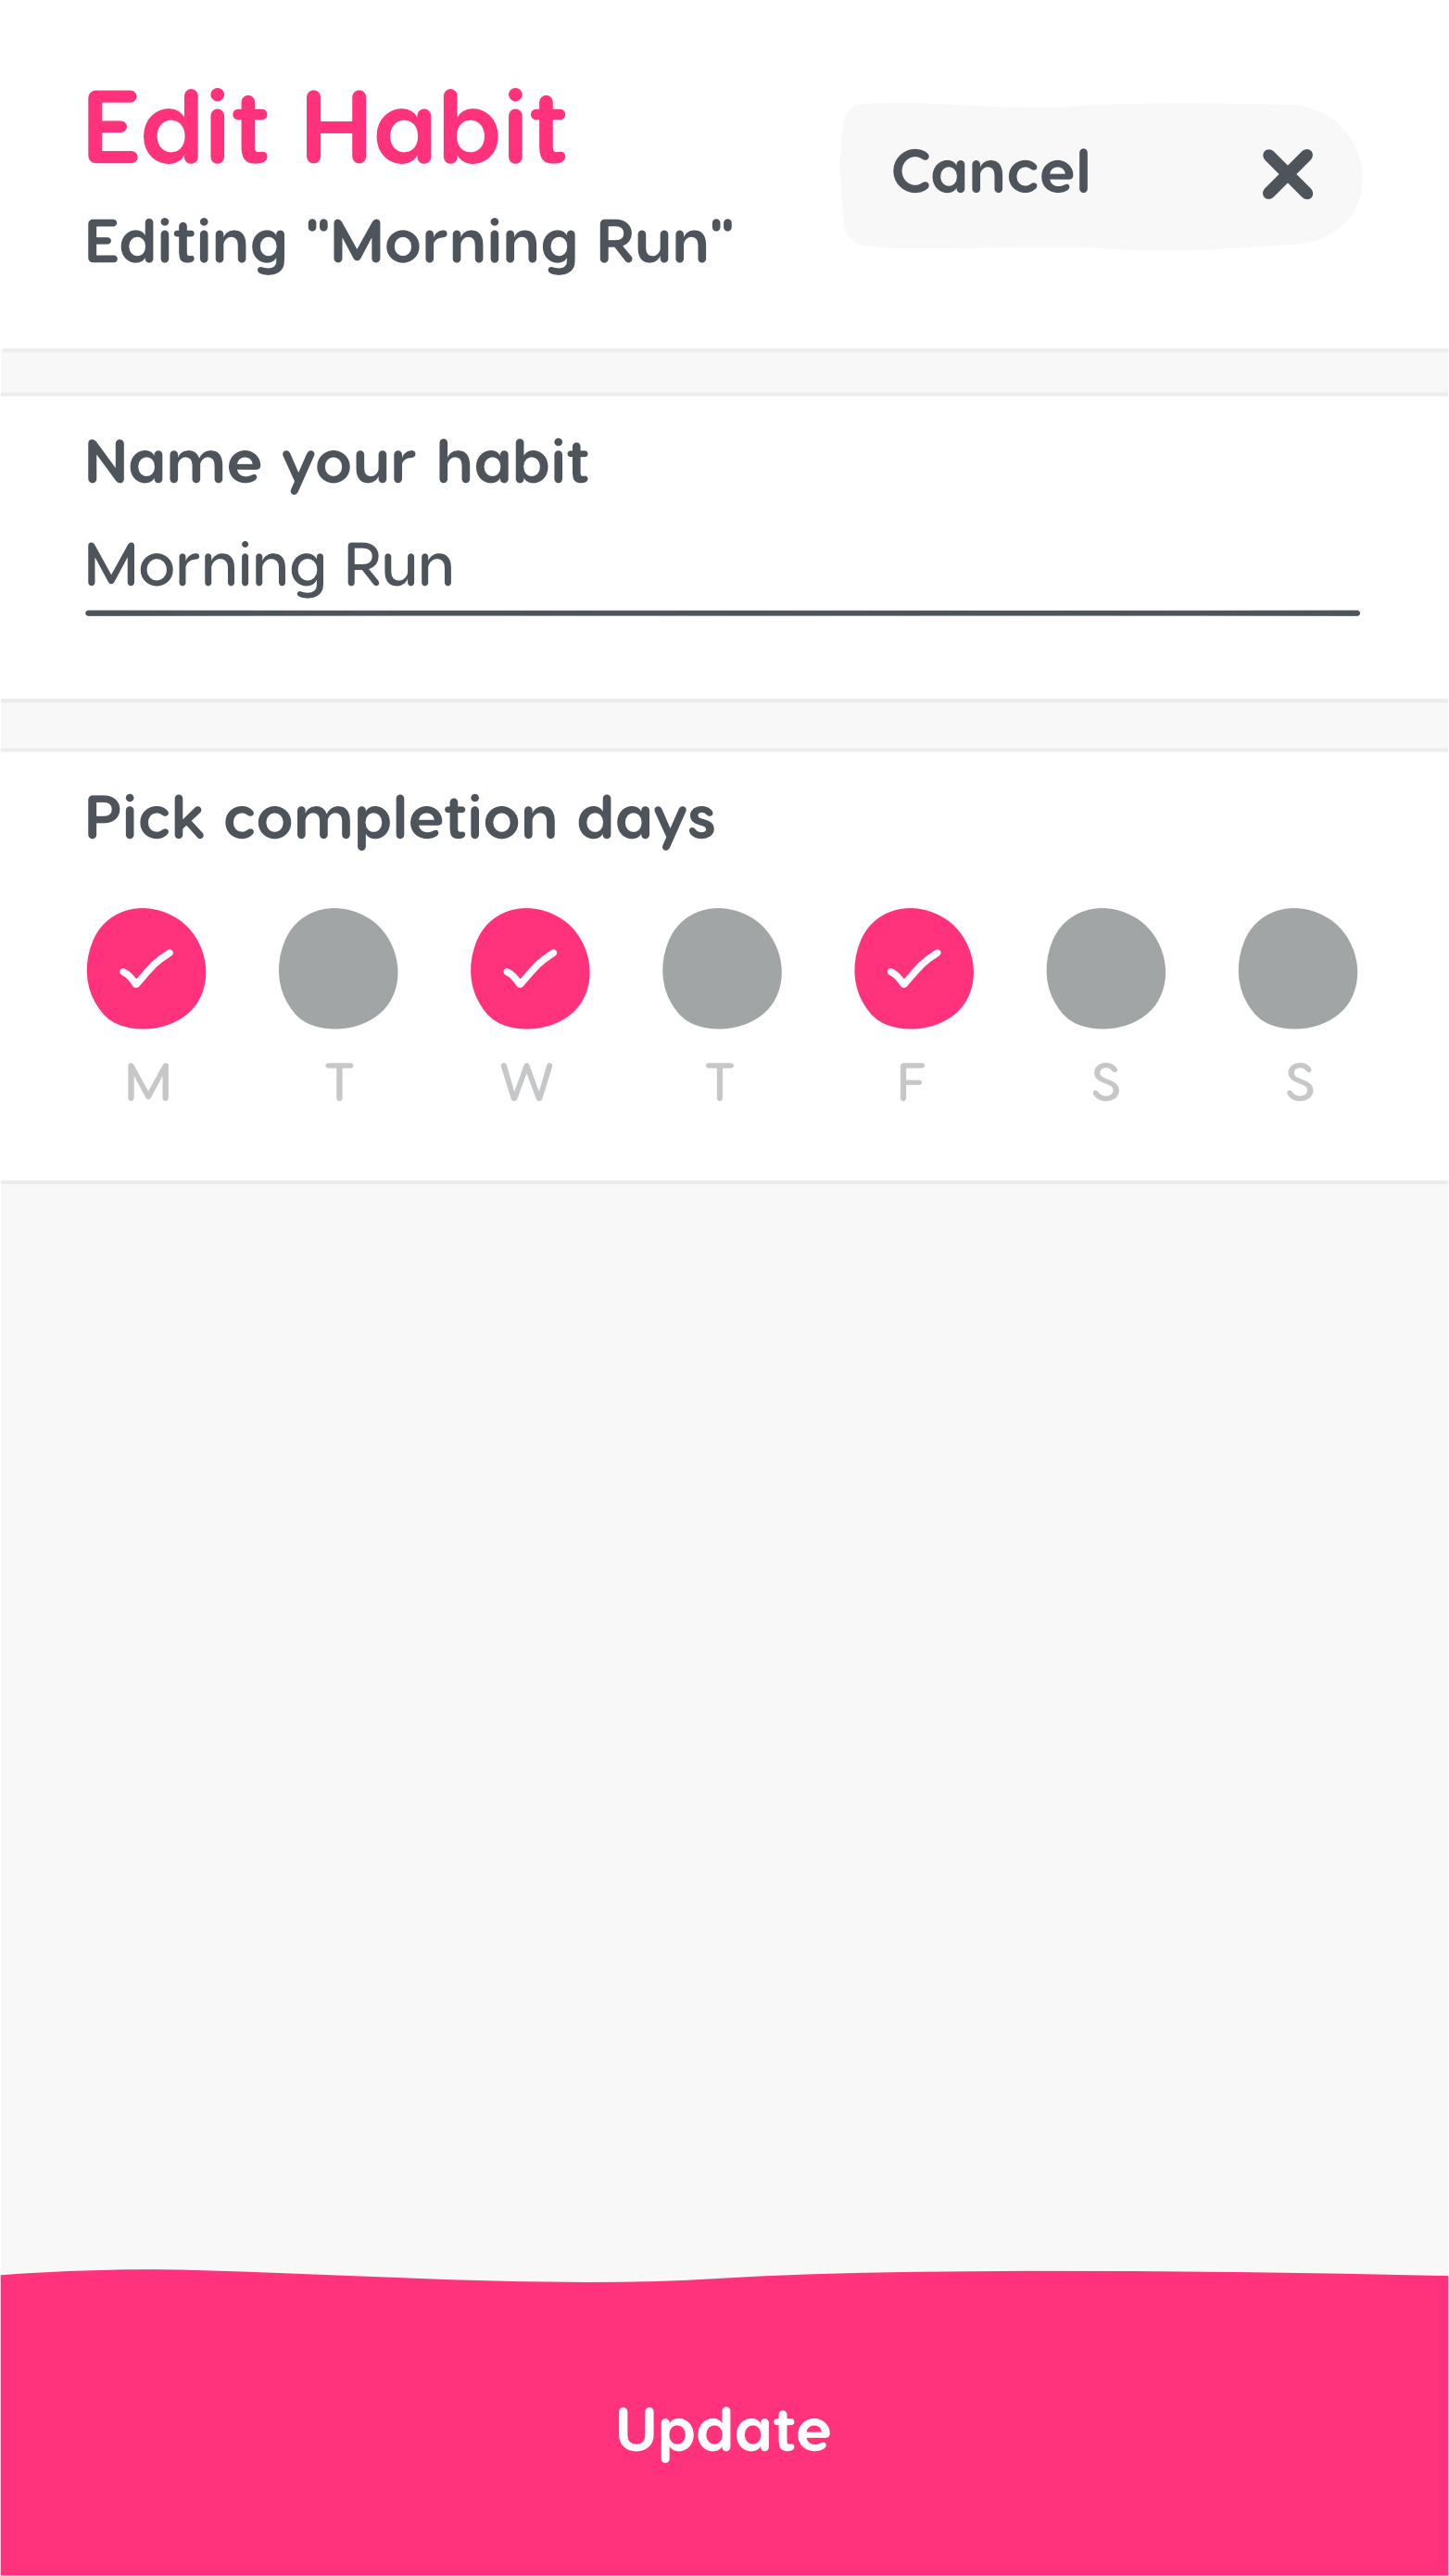 Edit Habit
Cancel
Editing "Morning Run"
Name your habit
Morning Run
Pick completion days
M T W T F S S
Update